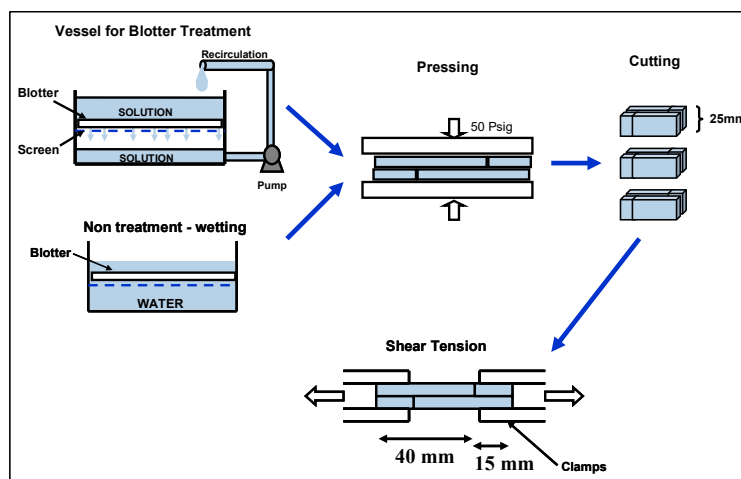 Vessel for Blotter Treatment
Recirculation
Blotter
SOLUTION
Screen
SOLUTION
Pump
Non treatment - wetting
Blotter
WATER
Pressing
50 Psig
Cutting
25mm
Shear Tension
40 mm
15 mm
Clamps